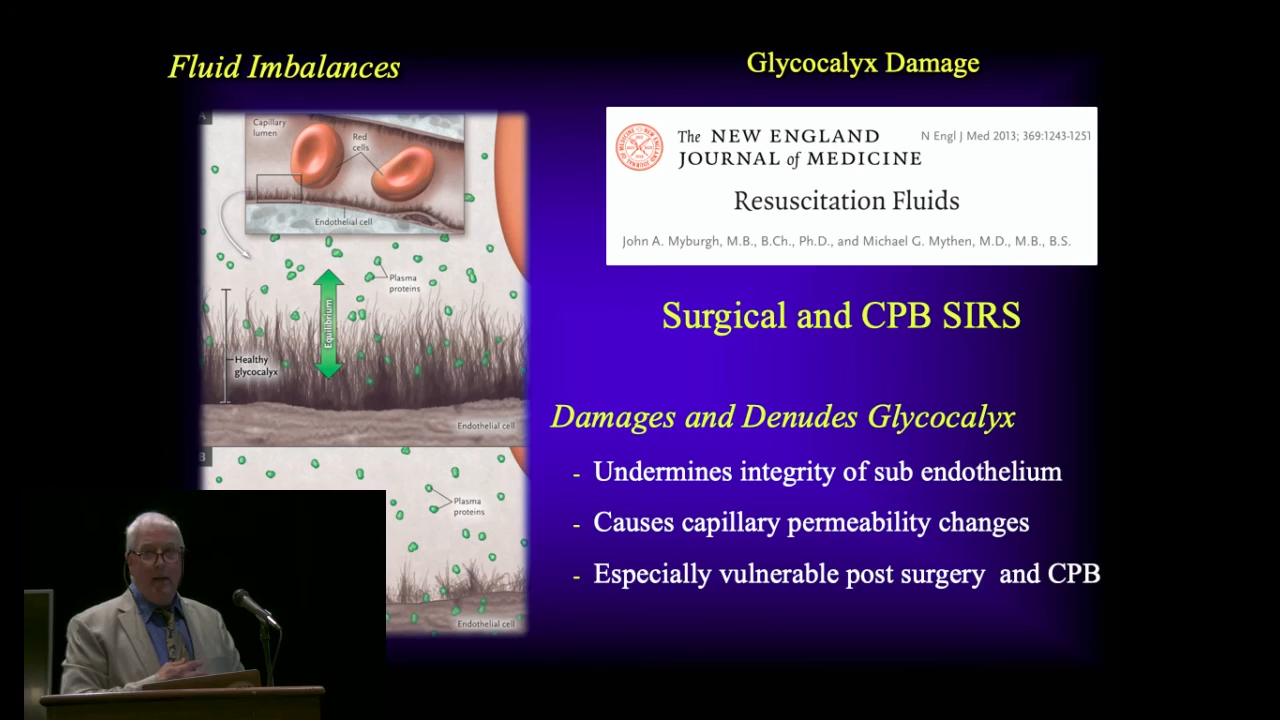 Fluid Imbalances
Glycocalyx Damage
A
Capillary
lumen
Red
cells
Endothelial cell
Plasma
proteins
Equilibrium
Healthy
glycocalyx
Endothelial cell
B
Plasma
proteins
Endothelial cell
The NEW ENGLAND
JOURNAL of MEDICINE
N Engl J Med 2013; 369:1243-1251
Resuscitation Fluids
John A. Myburgh, M.B., B.Ch., Ph.D., and Michael G. Mythen, M.D., M.B., B.S.
Surgical and CPB SIRS
Damages and Denudes Glycocalyx
- Undermines integrity of sub endothelium
- Causes capillary permeability changes
- Especially vulnerable post surgery and CPB